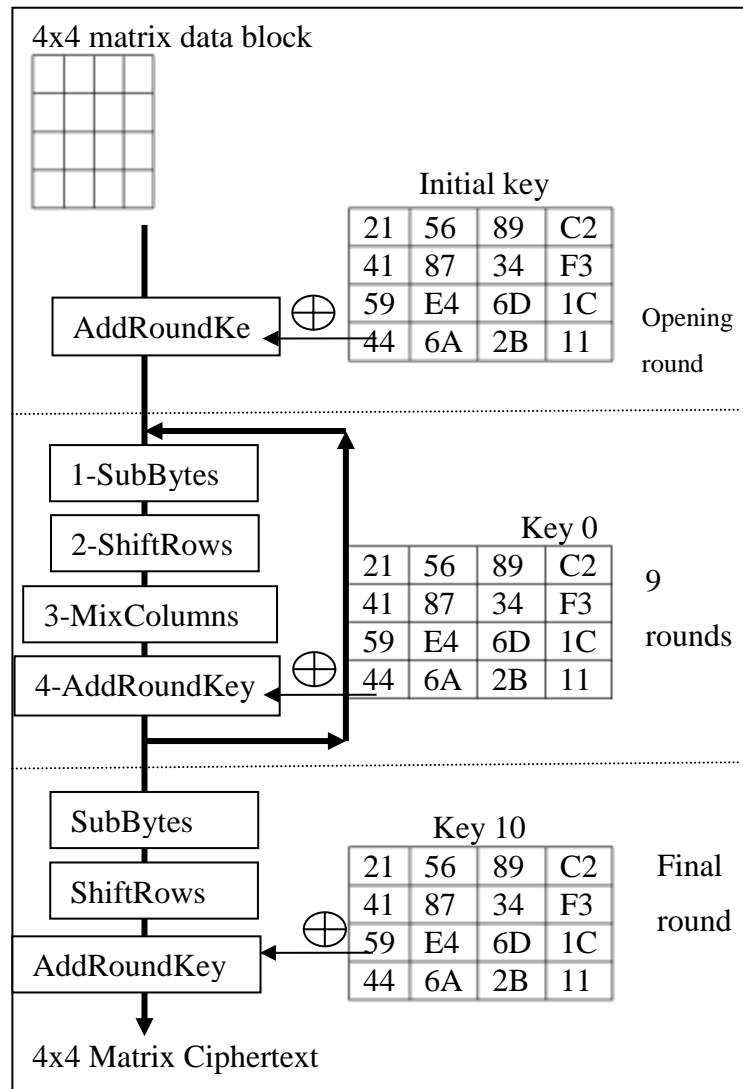 4x4 matrix data block
Initial key
21 56 89 C2
41 87 34 F3
59 E4 6D 1C
44 6A 2B 11
AddRoundKe
Opening
round
1-SubBytes
2-ShiftRows
3-MixColumns
4-AddRoundKey
Key 0
21 56 89 C2
41 87 34 F3
59 E4 6D 1C
44 6A 2B 11
9
rounds
SubBytes
ShiftRows
AddRoundKey
Key 10
21 56 89 C2
41 87 34 F3
59 E4 6D 1C
44 6A 2B 11
Final
round
4x4 Matrix Ciphertext